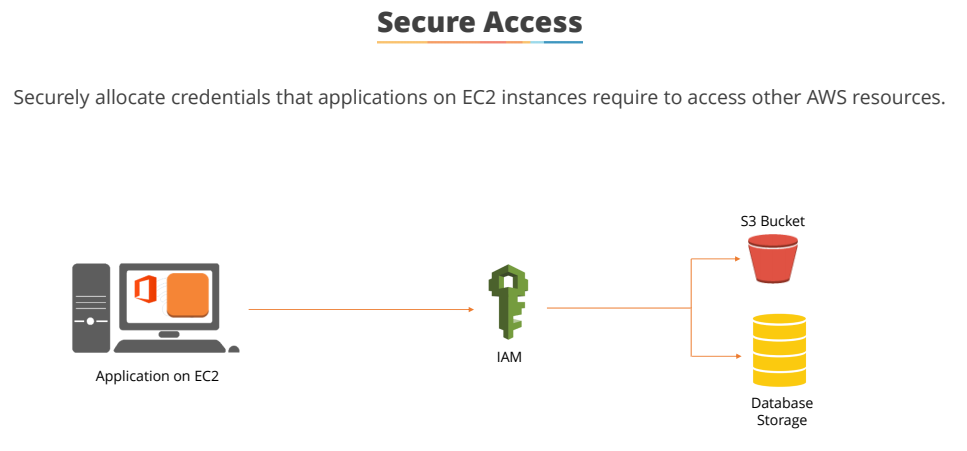 Secure Access
Securely allocate credentials that applications on EC2 instances require to access other AWS resources.
S3 Bucket
Application on EC2
IAM
Database
Storage